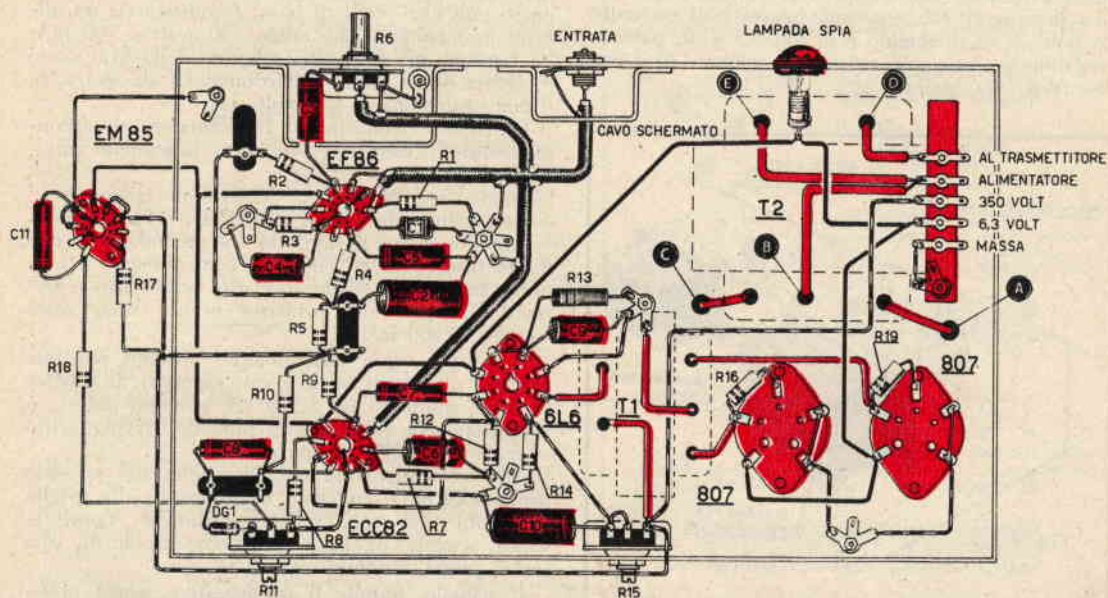 R6
ENTRATA
LAMPADA SPIA
E
D
EM 85
CAVO SCHERMATO
EF86
R1
AL TRASMETTITORE
R2
ALIMENTATORE
T2
350 VOLT
C11
R3
C1
6,3 VOLT
C
B
MASSA
R17
R4
R13
A
R5
R18
R19
807
R10
R9
R16
R12
6L6
T1
C6
R14
807
DG1
R8
ECC82
R7
R11
R15